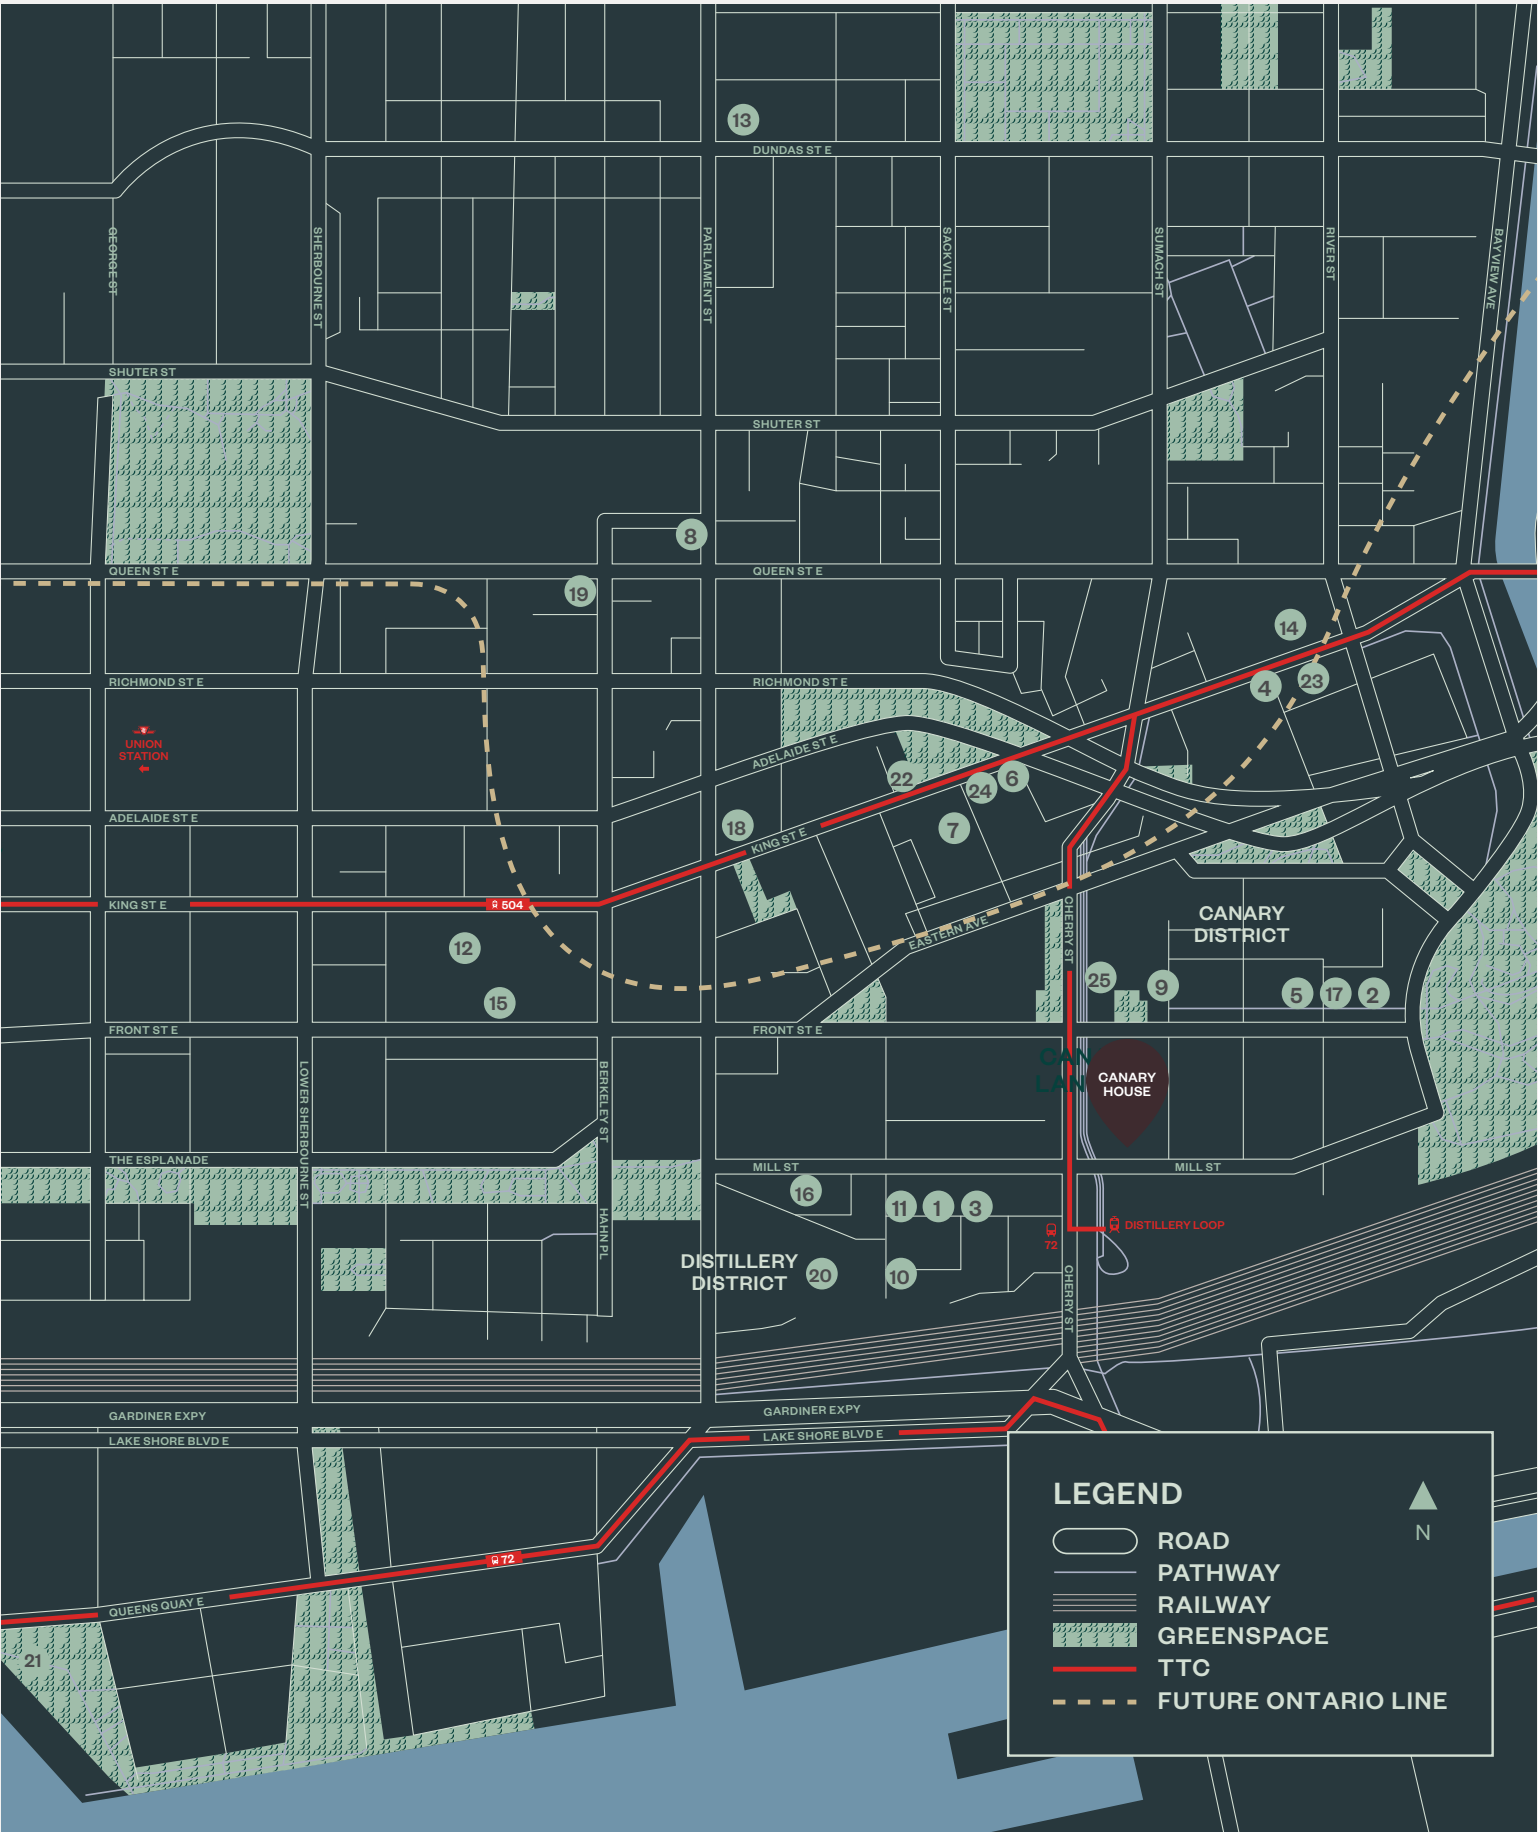 13
DUNDAS ST E
GEORGE ST
SHERBOURNE ST
PARLIAMENT ST
SACKVILLE ST
SUMACH ST
RIVER ST
BAYVIEW AVE
SHUTER ST
SHUTER ST
8
QUEEN ST E
QUEEN ST E
19
14
RICHMOND ST E
RICHMOND ST E
4
23
UNION
STATION
ADELAIDE ST E
22
24
6
ADELAIDE ST E
18
7
KING ST E
KING ST E
504
CHERRY ST
CANARY
DISTRICT
EASTERN AVE
12
25
9
5
17
2
15
FRONT ST E
FRONT ST E
CAN
LAN
CANARY
HOUSE
LOWER SHERBOURNE ST
BERKELEY ST
THE ESPLANADE
MILL ST
MILL ST
16
11
1
3
HAHN PL
72
DISTILLERY LOOP
DISTILLERY
DISTRICT
20
10
CHERRY ST
GARDINER EXPY
GARDINER EXPY
LAKE SHORE BLVD E
LAKE SHORE BLVD E
72
QUEENS QUAY E
21
LEGEND
N
ROAD
PATHWAY
RAILWAY
GREENSPACE
TTC
FUTURE ONTARIO LINE